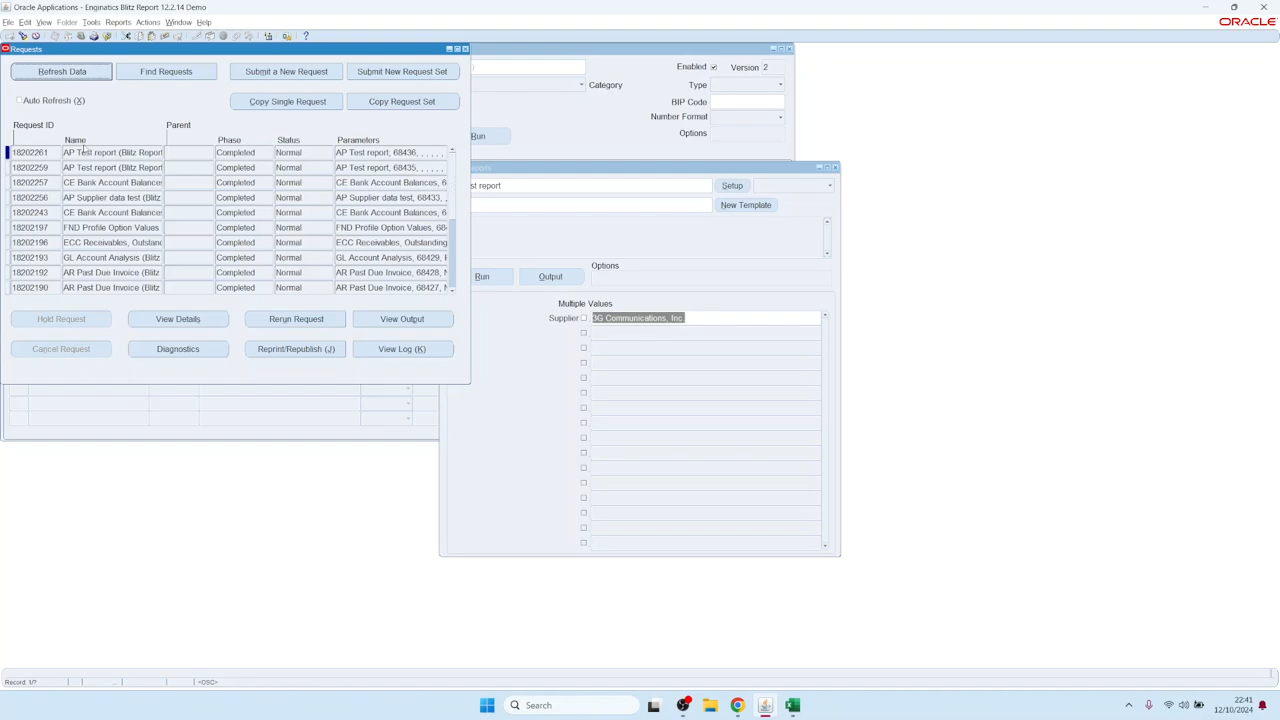 Oracle Applications - Enginatics Blitz Report 12.2.14 Demo
File Edit View Folder Tools Reports Actions Window Help
ORACLE
Requests
Refresh Data Find Requests Submit a New Request Submit New Request Set
Auto Refresh (X) Copy Single Request Copy Request Set
Request ID Parent
Name Phase Status Parameters
18202261 AP Test report (Blitz Report Completed Normal AP Test report, 68436, , , , , ,
18202259 AP Test report (Blitz Report Completed Normal AP Test report, 68435, , , , , ,
18202257 CE Bank Account Balances Completed Normal CE Bank Account Balances, 6
18202256 AP Supplier data test (Blitz Completed Normal AP Supplier data test, 68433, ,
18202243 CE Bank Account Balances Completed Normal CE Bank Account Balances, 6
18202197 FND Profile Option Values Completed Normal FND Profile Option Values, 68
18202196 ECC Receivables, Outstand Completed Normal ECC Receivables, Outstanding
18202193 GL Account Analysis (Blitz Completed Normal GL Account Analysis, 68429,
18202192 AR Past Due Invoice (Blitz Completed Normal AR Past Due Invoice, 68428,
18202190 AR Past Due Invoice (Blitz Completed Normal AR Past Due Invoice, 68427,
Hold Request View Details Rerun Request View Output
Cancel Request Diagnostics Reprint/Republish (J) View Log (K)
Enabled Version 2
Category Type
BIP Code
Number Format
Run Options
st report Setup
New Template
Options
Run Output
Multiple Values
Supplier 3G Communications, Inc.
Record: 1/? ... <OSC>
Search
22:41
12/10/2024